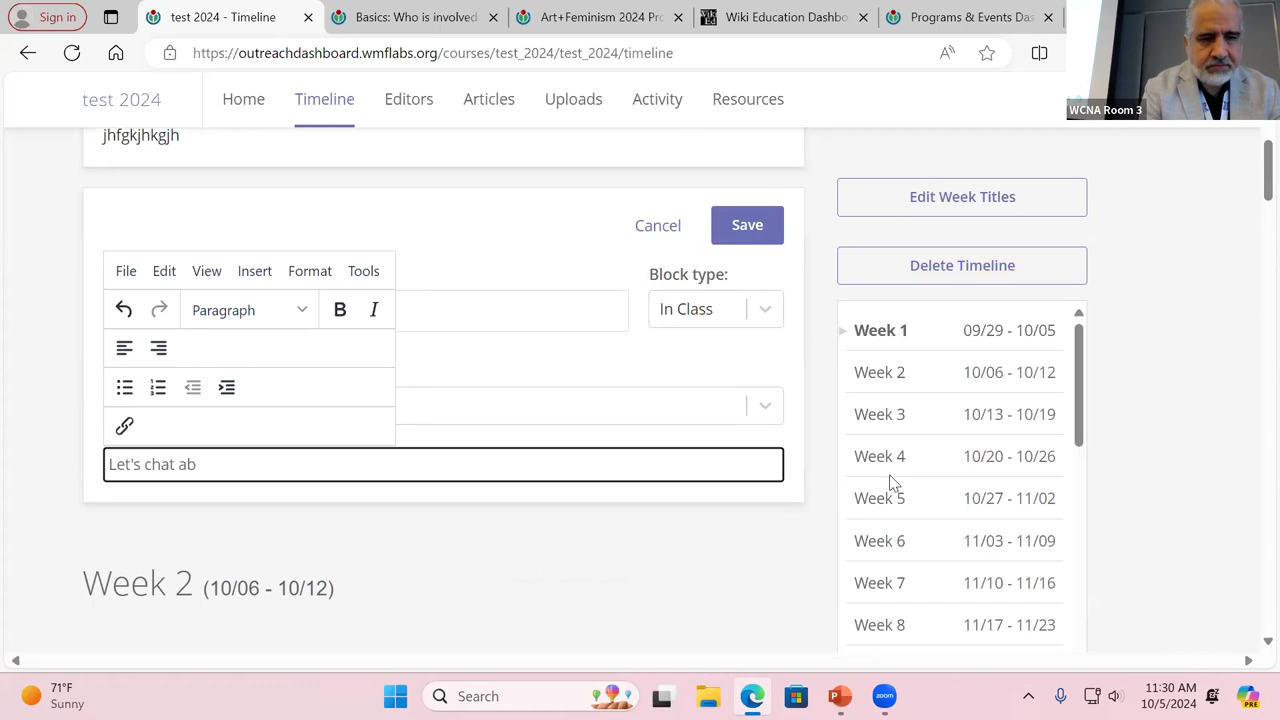 Sign in
test 2024 - Timeline
Basics: Who is involved
Art+Feminism 2024 Pro
Wiki Education Dashbo
Programs & Events Das
https://outreachdashboard.wmflabs.org/courses/test_2024/test_2024/timeline
WCNA Room 3
test 2024
Home
Timeline
Editors
Articles
Uploads
Activity
Resources
jhfgkjhkgjh
Cancel
Save
File Edit View Insert Format Tools
Block type:
Paragraph
B I
In Class
Let's chat ab
Week 2 (10/06 - 10/12)
Edit Week Titles
Delete Timeline
Week 1 09/29 - 10/05
Week 2 10/06 - 10/12
Week 3 10/13 - 10/19
Week 4 10/20 - 10/26
Week 5 10/27 - 11/02
Week 6 11/03 - 11/09
Week 7 11/10 - 11/16
Week 8 11/17 - 11/23
71°F
Sunny
Search
zoom
11:30 AM
10/5/2024
PRE